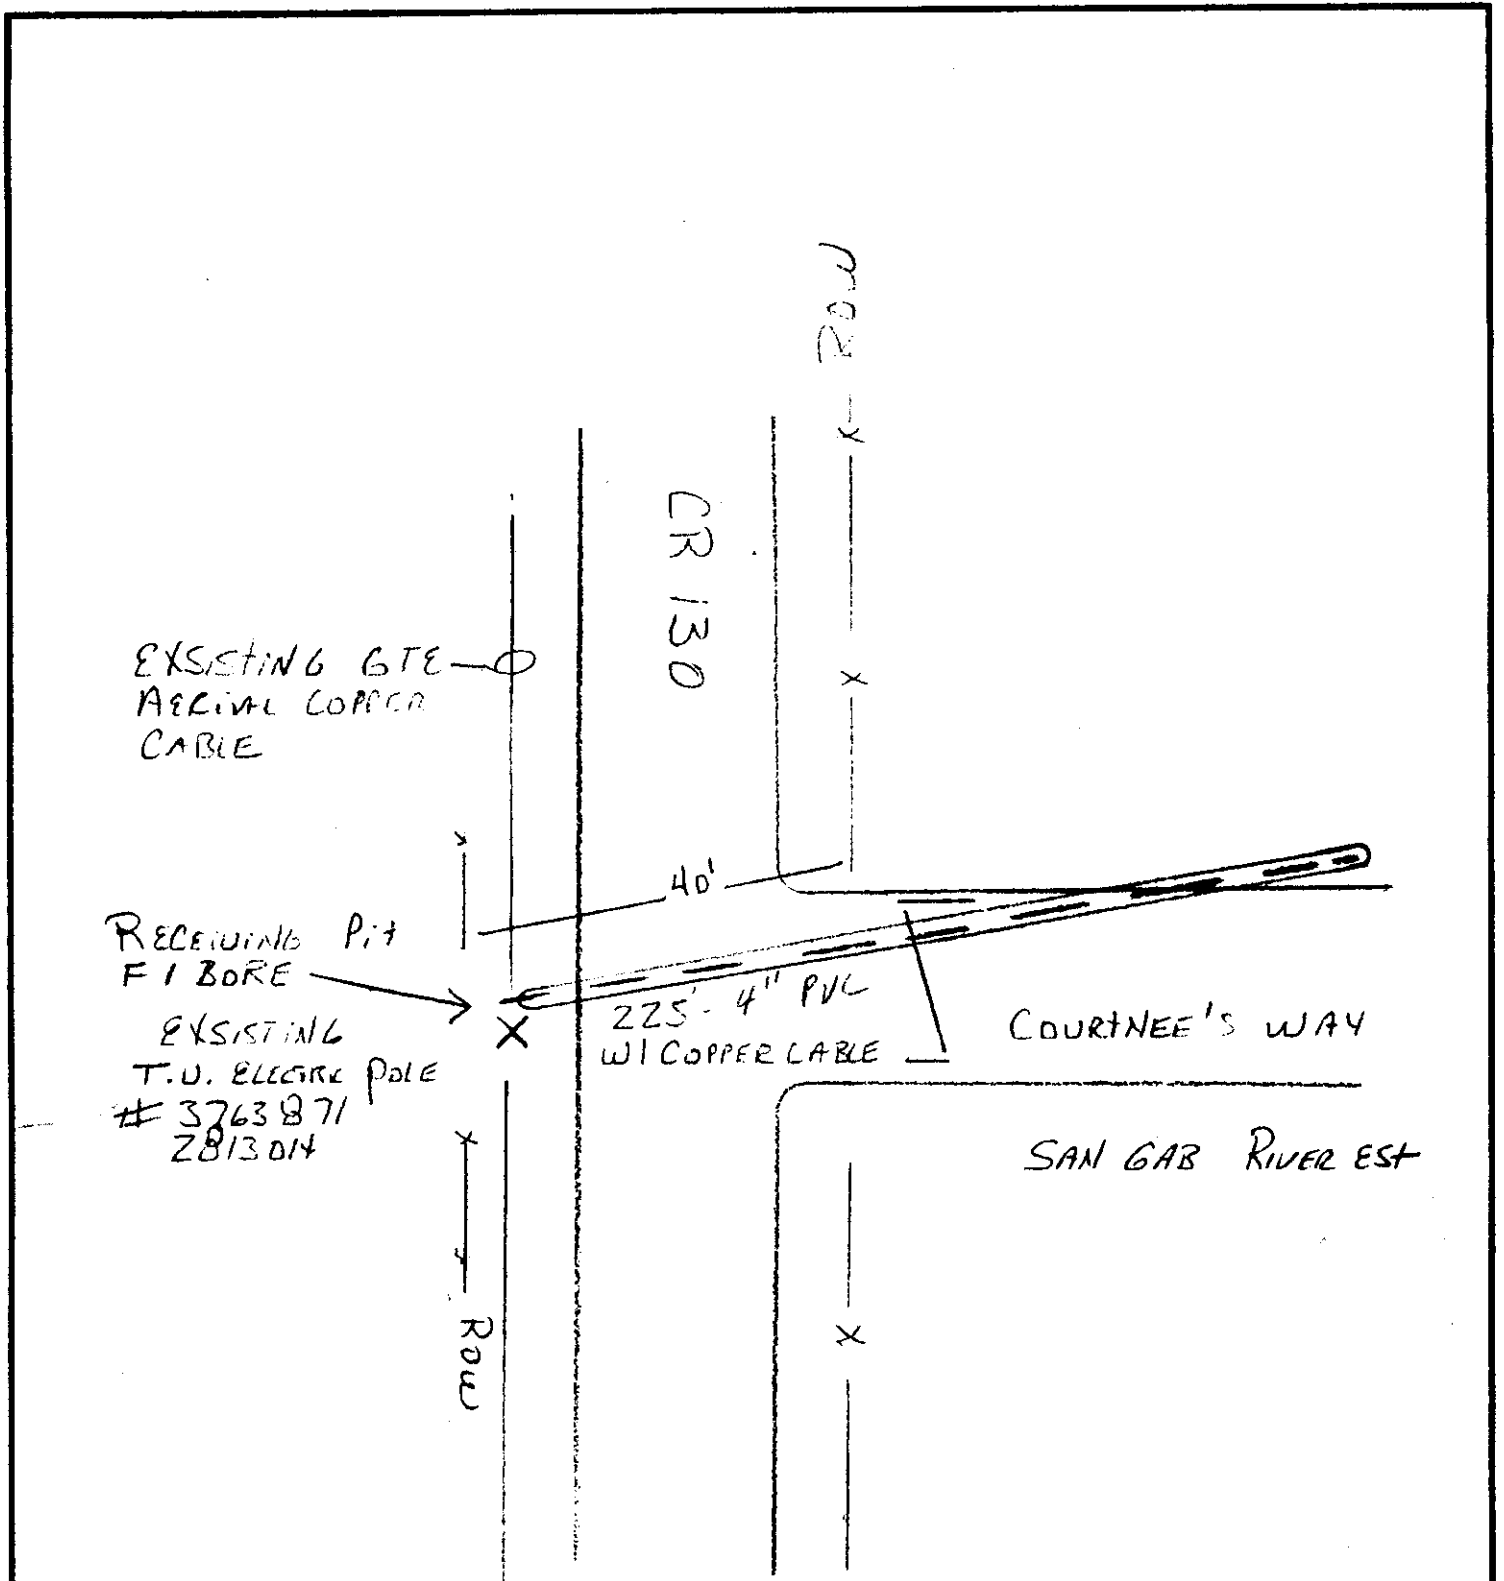 ROW
CR 130
EXSISTING GTE
AERIAL COPPER
CABLE
40'
RECEIVING Pit
F/BORE
EXSISTING
T.U. ELECTRIC POLE
# 3763871
2813014
225'- 4" PVC
W/ COPPER CABLE
COURTNEE'S WAY
SAN GAB RIVER EST
ROW